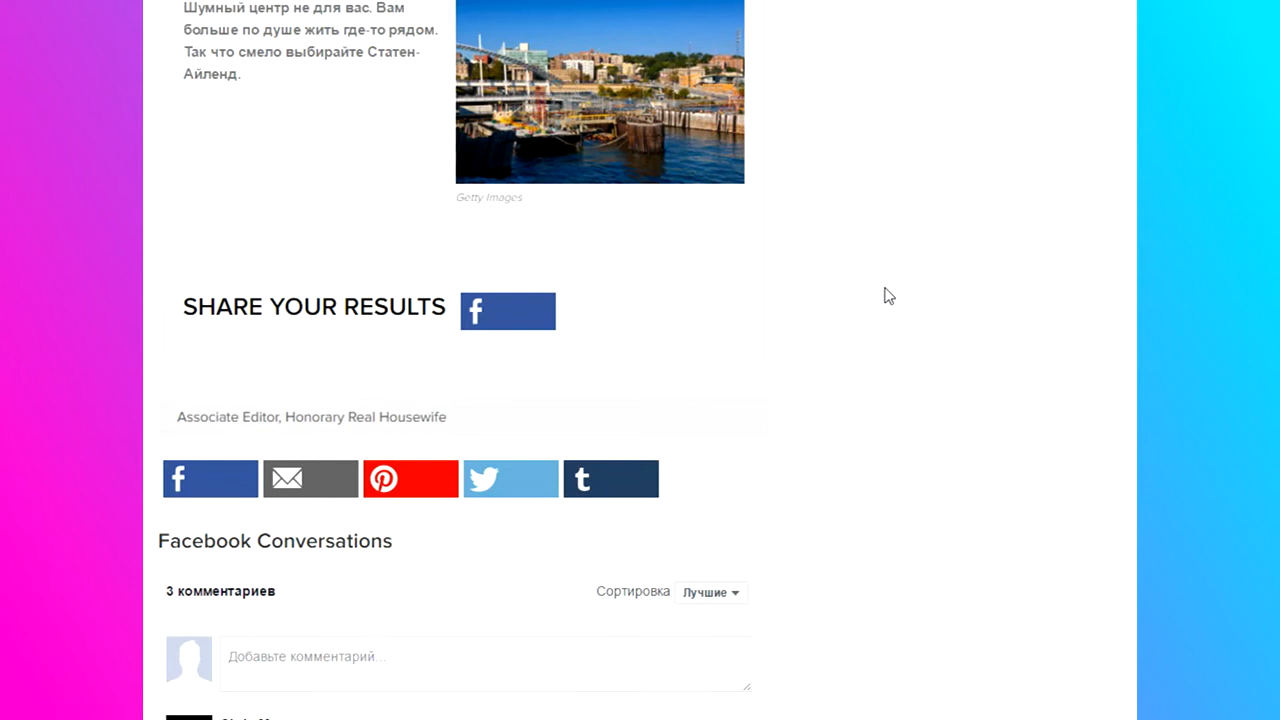 Шумный центр не для вас. Вам
больше по душе жить где-то рядом.
Так что смело выбирайте Статен-
Айленд.
Getty Images
SHARE YOUR RESULTS
Associate Editor, Honorary Real Housewife
Facebook Conversations
3 комментариев
Сортировка Лучшие
Добавьте комментарий...